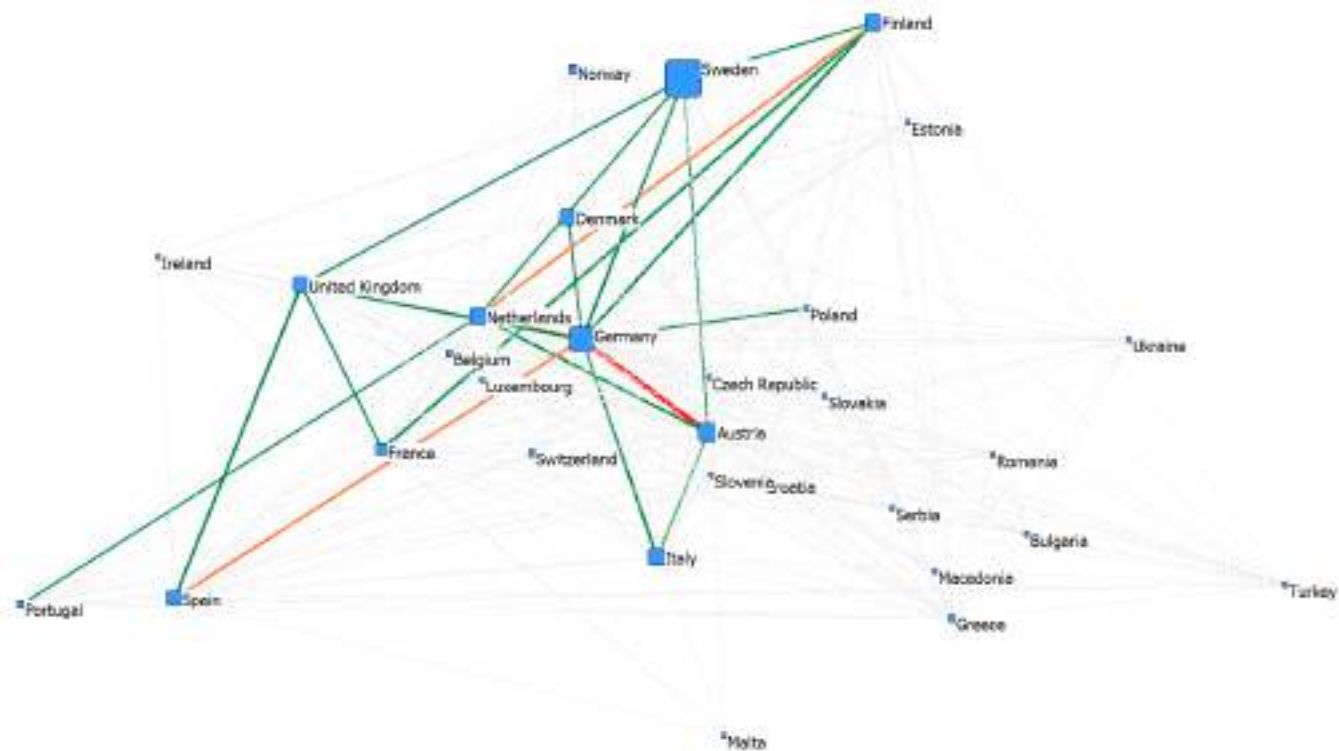 Finland
Sweden
Norway
Estonia
Denmark
Ireland
United Kingdom
Netherlands
Poland
Germany
Ukraine
Belgium
Luxembourg
Czech Republic
Slovakia
Austria
France
Switzerland
Romania
Slovenia
Croatia
Serbia
Bulgaria
Italy
Macedonia
Turkey
Portugal
Spain
Greece
Malta